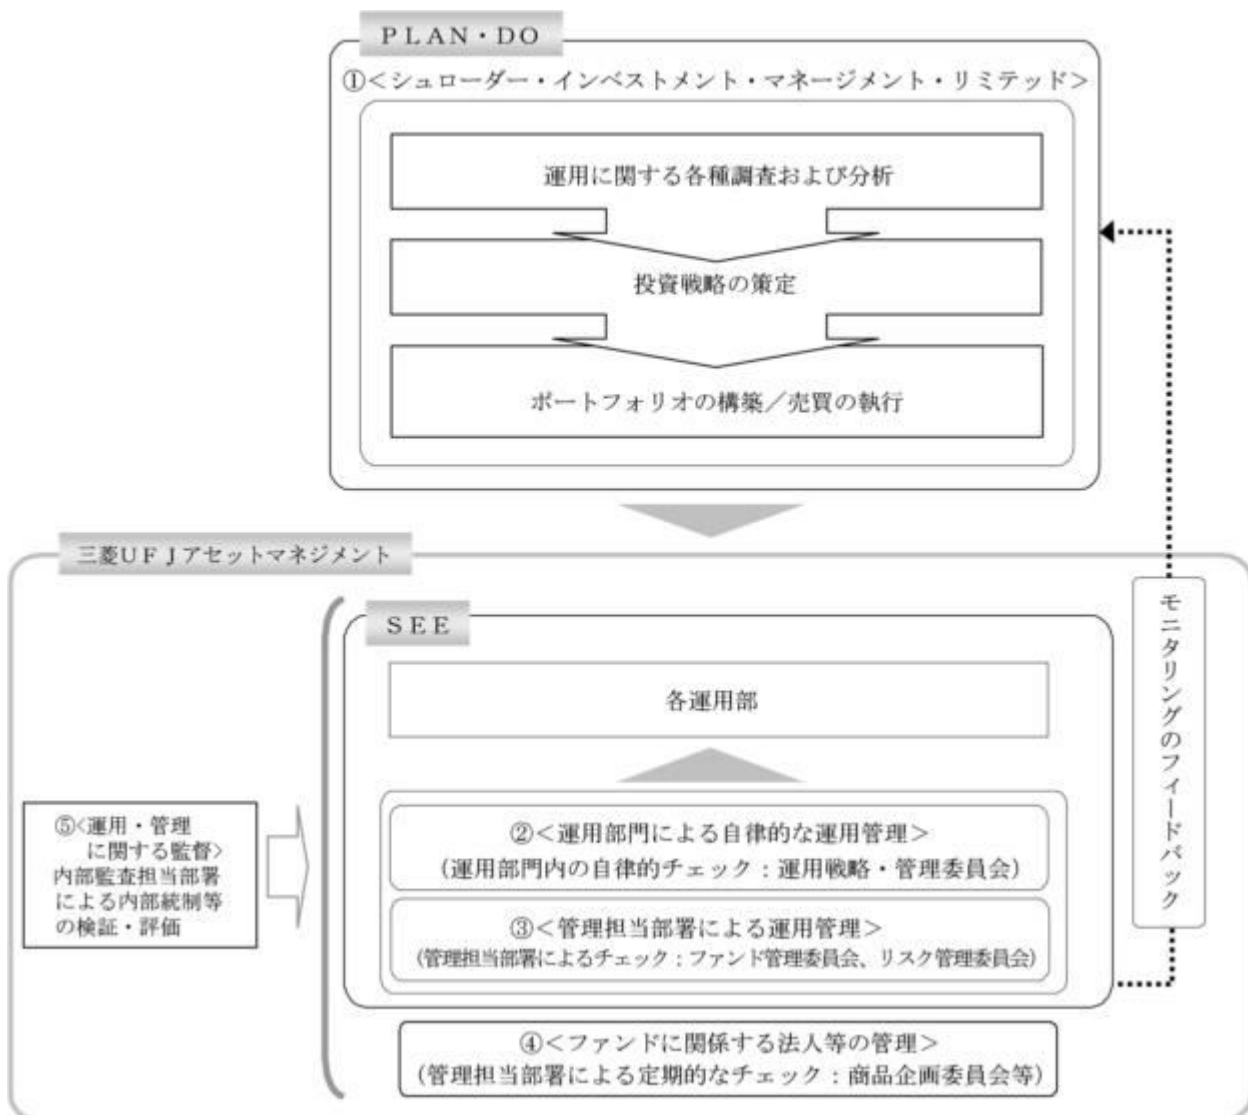 ＰＬＡＮ・ＤＯ
①＜シュローダー・インベストメント・マネージメント・リミテッド＞
運用に関する各種調査および分析
投資戦略の策定
ポートフォリオの構築／売買の執行
三菱ＵＦＪアセットマネジメント
ＳＥＥ
各運用部
モニタリングのフィードバック
⑤<運用・管理
に関する監督>
内部監査担当部署
による内部統制等
の検証・評価
②＜運用部門による自律的な運用管理＞
(運用部門内の自律的チェック：運用戦略・管理委員会)
③＜管理担当部署による運用管理＞
(管理担当部署によるチェック：ファンド管理委員会、リスク管理委員会)
④＜ファンドに関係する法人等の管理＞
(管理担当部署による定期的なチェック：商品企画委員会等)